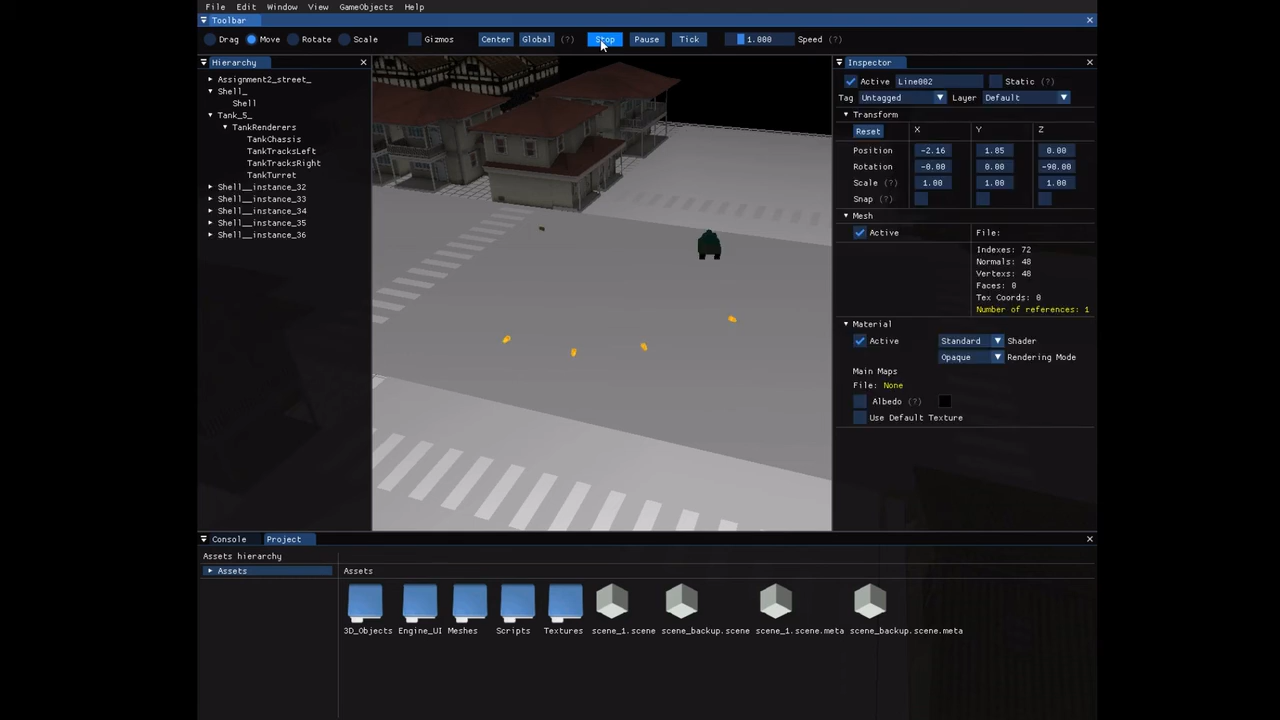 File Edit Window View GameObjects Help
Toolbar
Drag Move Rotate Scale Gizmos Center Global (?) Stop Pause Tick 1.000 Speed (?)
Hierarchy
Assignment2_street_
Shell_
Shell
Tank_5_
TankRenderers
TankChassis
TankTracksLeft
TankTracksRight
TankTurret
Shell__instance_32
Shell__instance_33
Shell__instance_34
Shell__instance_35
Shell__instance_36
Inspector
Active Line002 Static (?)
Tag Untagged Layer Default
Transform
Reset X Y Z
Position -2.16 1.85 0.00
Rotation -0.00 0.00 -90.00
Scale (?) 1.00 1.00 1.00
Snap (?)
Mesh
Active File:
Indexes: 72
Normals: 48
Vertexs: 48
Faces: 0
Tex Coords: 0
Number of references: 1
Material
Active Standard Shader
Opaque Rendering Mode
Main Maps
File: None
Albedo (?)
Use Default Texture
Console Project
Assets hierarchy
Assets
Assets
3D_Objects Engine_UI Meshes Scripts Textures scene_1.scene scene_backup.scene scene_1.scene.meta scene_backup.scene.meta